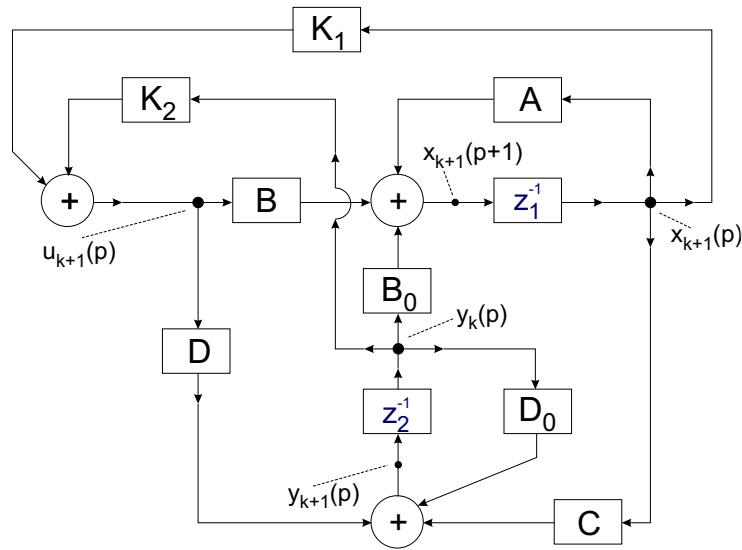 K₁
K₂
A
xₖ₊₁(p+1)
+
B
+
z₁⁻¹
uₖ₊₁(p)
xₖ₊₁(p)
B₀
yₖ(p)
D
z₂⁻¹
D₀
yₖ₊₁(p)
+
C